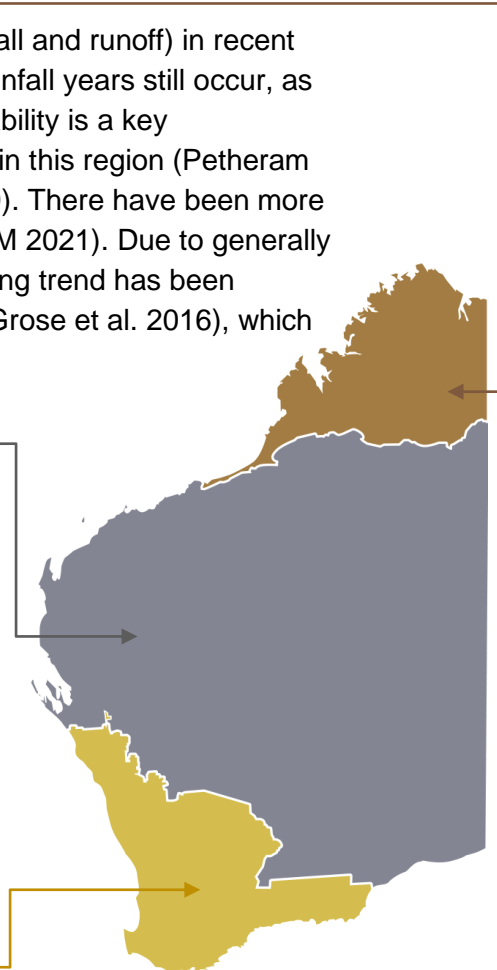 all and runoff) in recent
nfall years still occur, as
bility is a key
in this region (Petheram
). There have been more
M 2021). Due to generally
ng trend has been
Grose et al. 2016), which